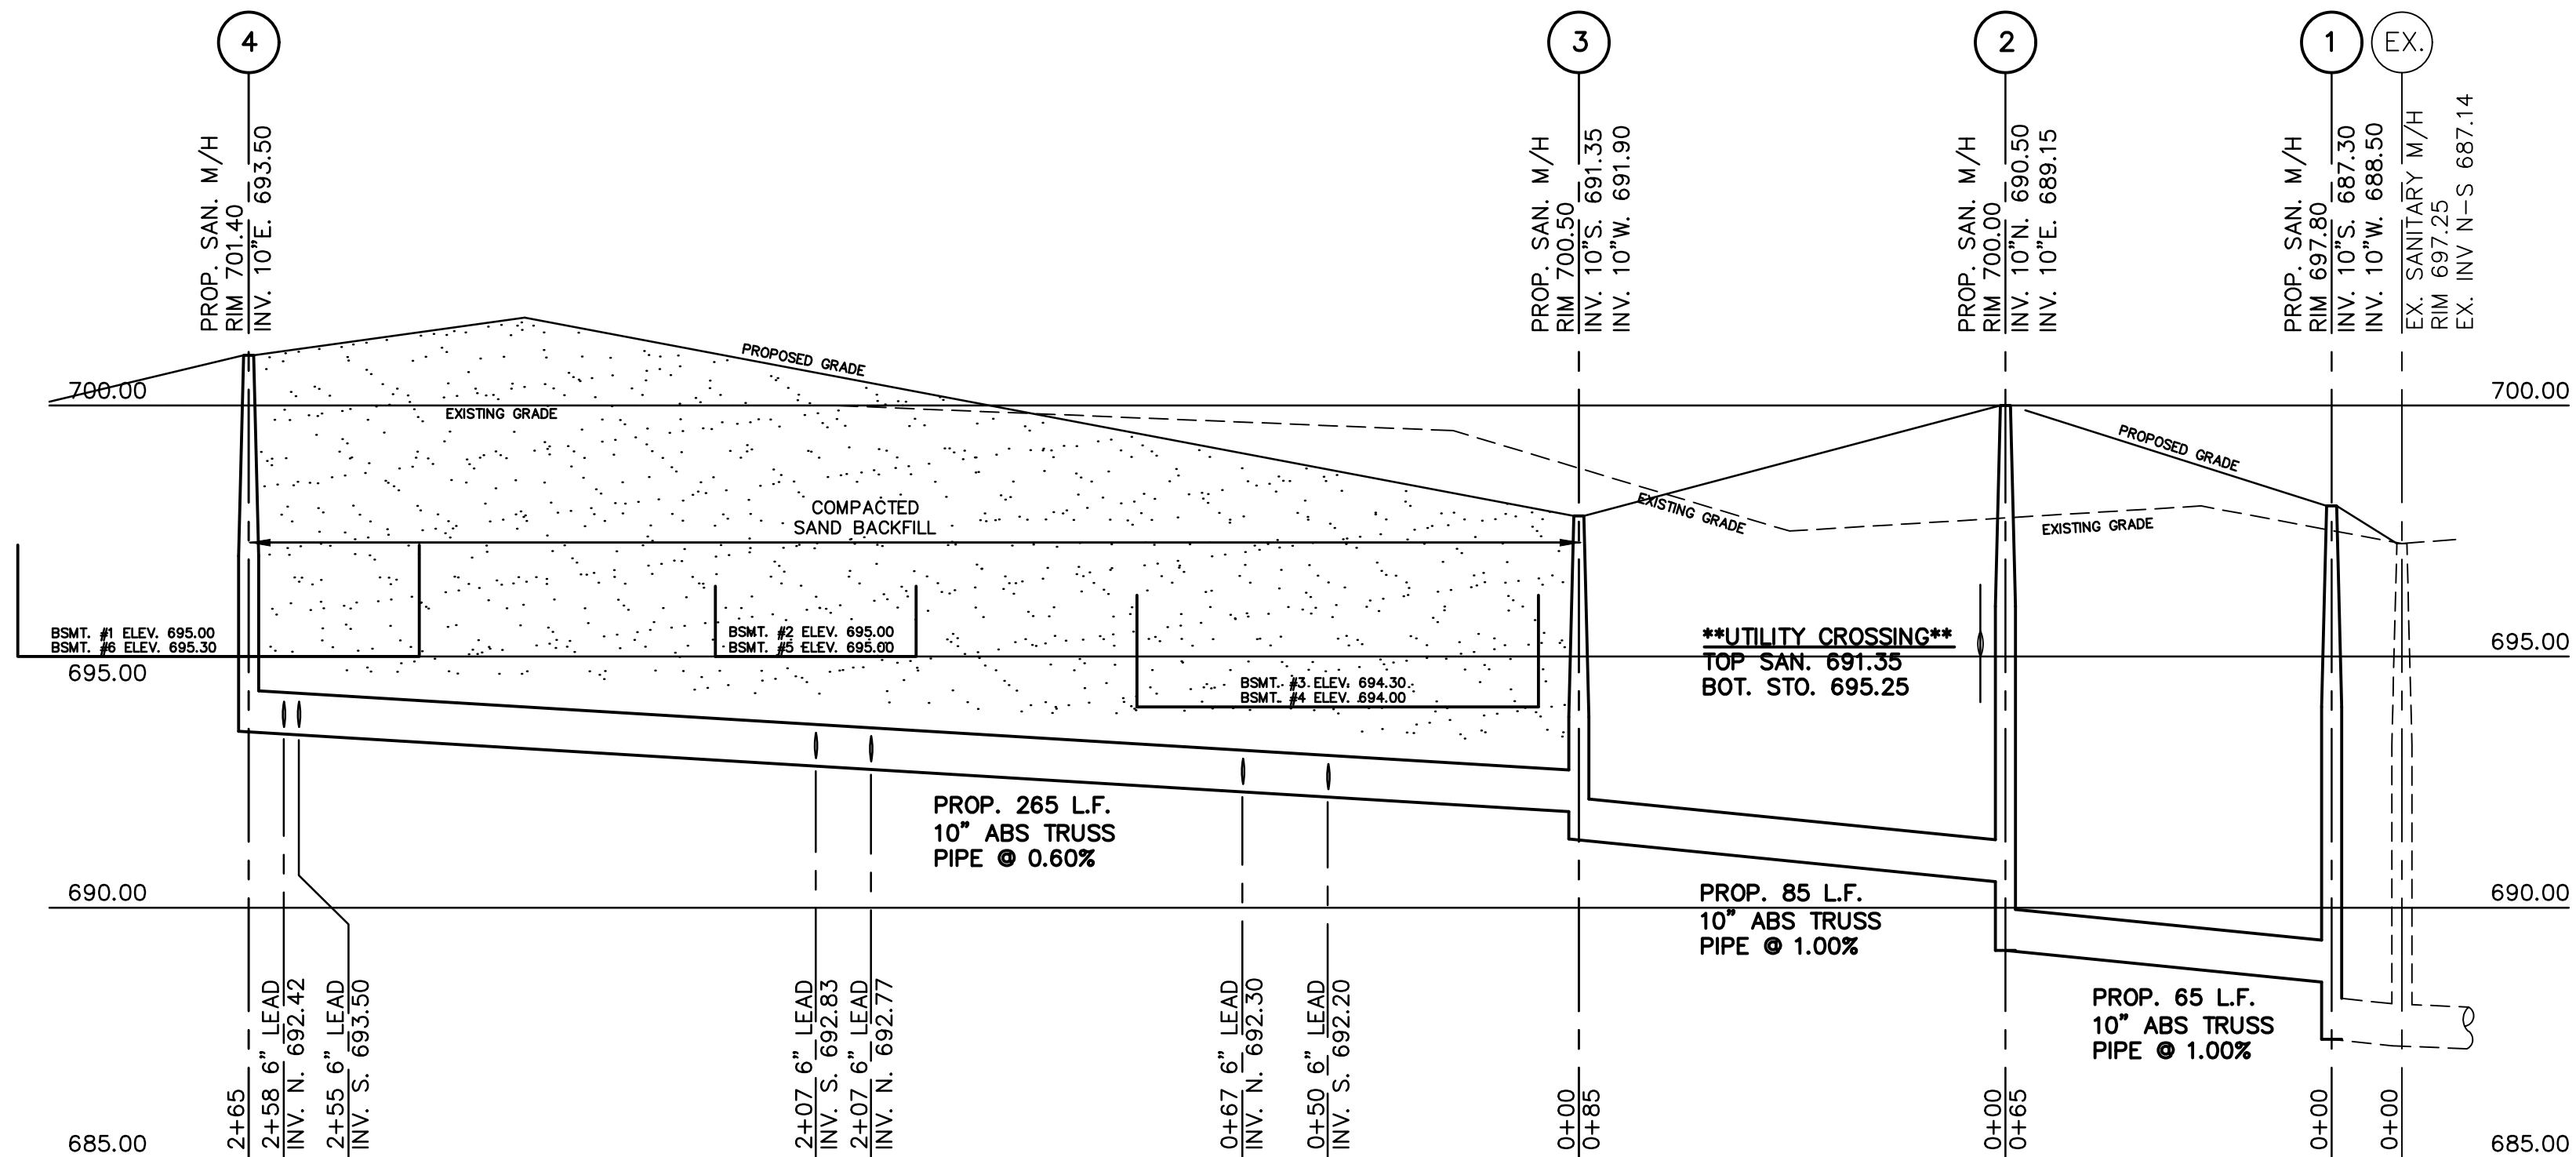 4
3
2
1
EX.
PROP. SAN. M/H
RIM 701.40
INV. 10"E. 693.50
PROP. SAN. M/H
RIM 700.50
INV. 10"S. 691.35
INV. 10"W. 691.90
PROP. SAN. M/H
RIM 700.00
INV. 10"N. 690.50
INV. 10"E. 689.15
PROP. SAN. M/H
RIM 697.80
INV. 10"S. 687.30
INV. 10"W. 688.50
EX. SANITARY M/H
RIM 697.25
EX. INV N-S 687.14
700.00
EXISTING GRADE
PROPOSED GRADE
PROPOSED GRADE
700.00
EXISTING GRADE
EXISTING GRADE
COMPACTED
SAND BACKFILL
BSMT. #1 ELEV. 695.00
BSMT. #6 ELEV. 695.30
BSMT. #2 ELEV. 695.00
BSMT. #5 ELEV. 695.00
BSMT. #3 ELEV. 694.30
BSMT. #4 ELEV. 694.00
**UTILITY CROSSING**
TOP SAN. 691.35
BOT. STO. 695.25
695.00
695.00
PROP. 265 L.F.
10" ABS TRUSS
PIPE @ 0.60%
690.00
PROP. 85 L.F.
10" ABS TRUSS
PIPE @ 1.00%
690.00
PROP. 65 L.F.
10" ABS TRUSS
PIPE @ 1.00%
2+65
2+58 6" LEAD
INV. N. 692.42
2+55 6" LEAD
INV. S. 693.50
2+07 6" LEAD
INV. S. 692.83
2+07 6" LEAD
INV. N. 692.77
0+67 6" LEAD
INV. N. 692.30
0+50 6" LEAD
INV. S. 692.20
0+00
0+85
0+00
0+65
0+00
0+00
685.00
685.00